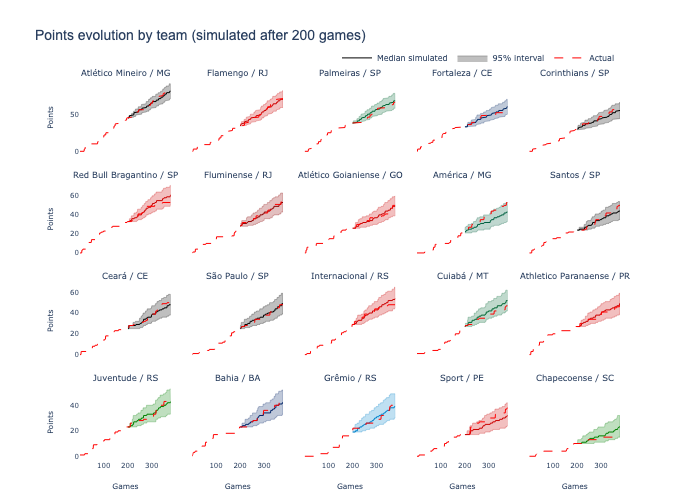 Points evolution by team (simulated after 200 games)
Median simulated 95% interval Actual
Atlético Mineiro / MG Flamengo / RJ Palmeiras / SP Fortaleza / CE Corinthians / SP
50
Points
0
Red Bull Bragantino / SP Fluminense / RJ Atlético Goianiense / GO América / MG Santos / SP
60
40
Points
20
0
Ceará / CE São Paulo / SP Internacional / RS Cuiabá / MT Athletico Paranaense / PR
60
40
Points
20
0
Juventude / RS Bahia / BA Grêmio / RS Sport / PE Chapecoense / SC
40
Points
20
0
100 200 300 100 200 300 100 200 300 100 200 300 100 200 300
Games Games Games Games Games